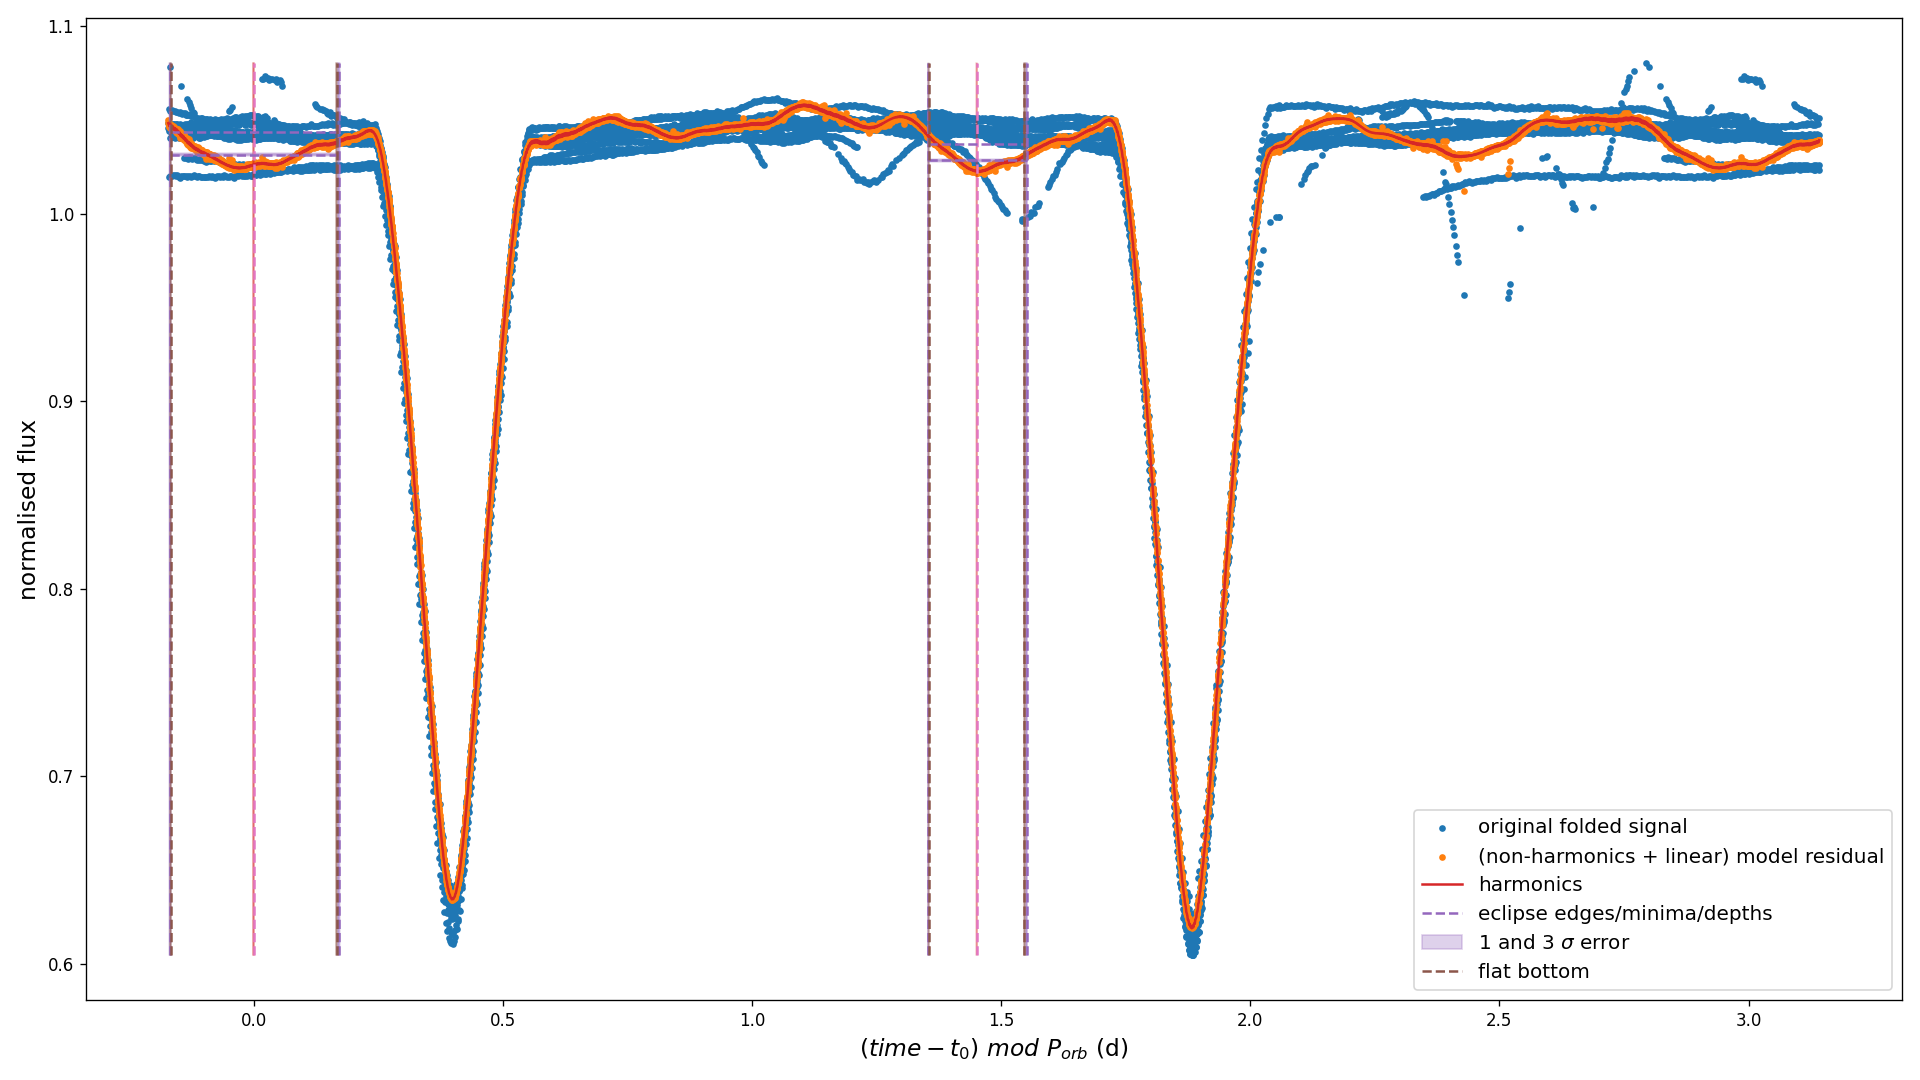 1.1
1.0
0.9
0.8
0.7
0.6
normalised flux
0.0
0.5
1.0
1.5
2.0
2.5
3.0
(time − t₀) mod Pₒᵣb (d)
original folded signal
(non-harmonics + linear) model residual
harmonics
eclipse edges/minima/depths
1 and 3 σ error
flat bottom